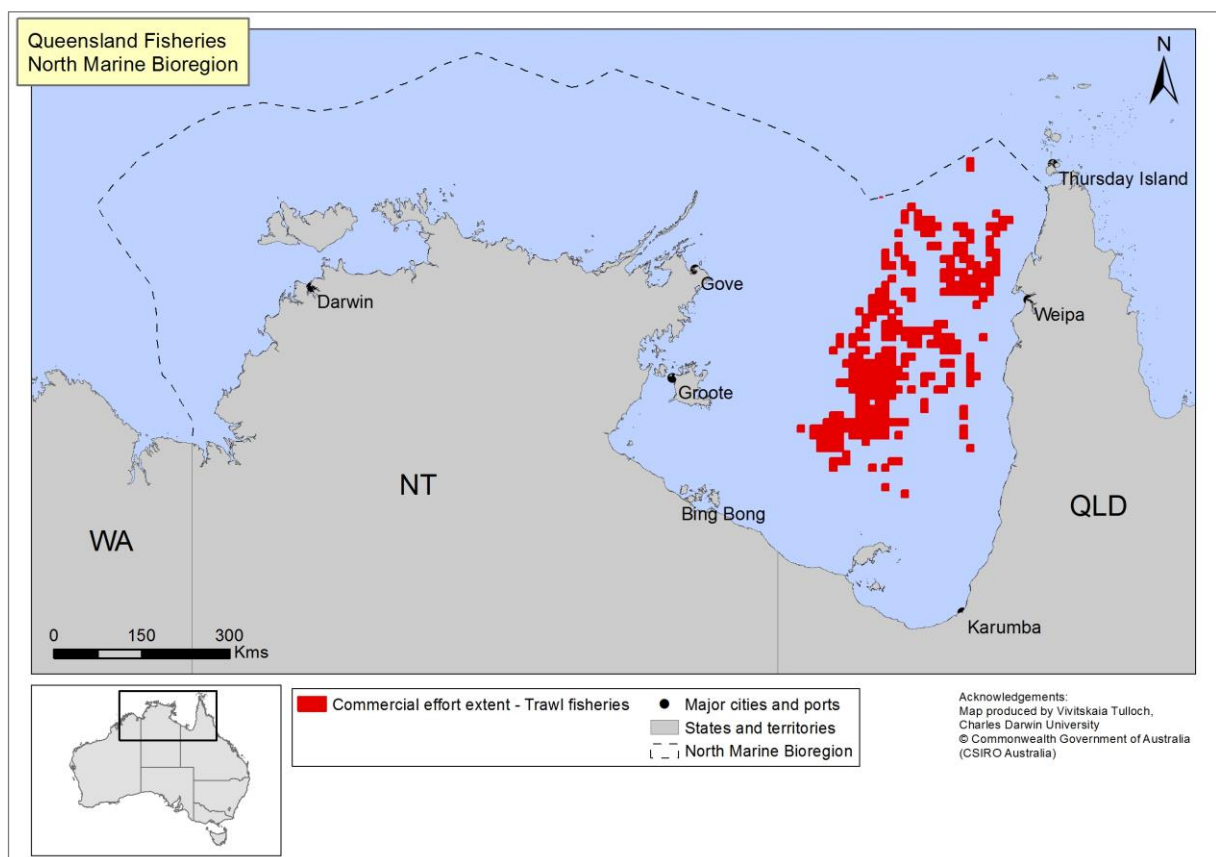 Queensland Fisheries
North Marine Bioregion
N
Thursday Island
Gove
Darwin
Weipa
Groote
NT
QLD
Bing Bong
WA
Karumba
0 150 300
Kms
Commercial effort extent - Trawl fisheries
Major cities and ports
States and territories
North Marine Bioregion
Acknowledgements:
Map produced by Vivitskaia Tulloch,
Charles Darwin University
© Commonwealth Government of Australia
(CSIRO Australia)